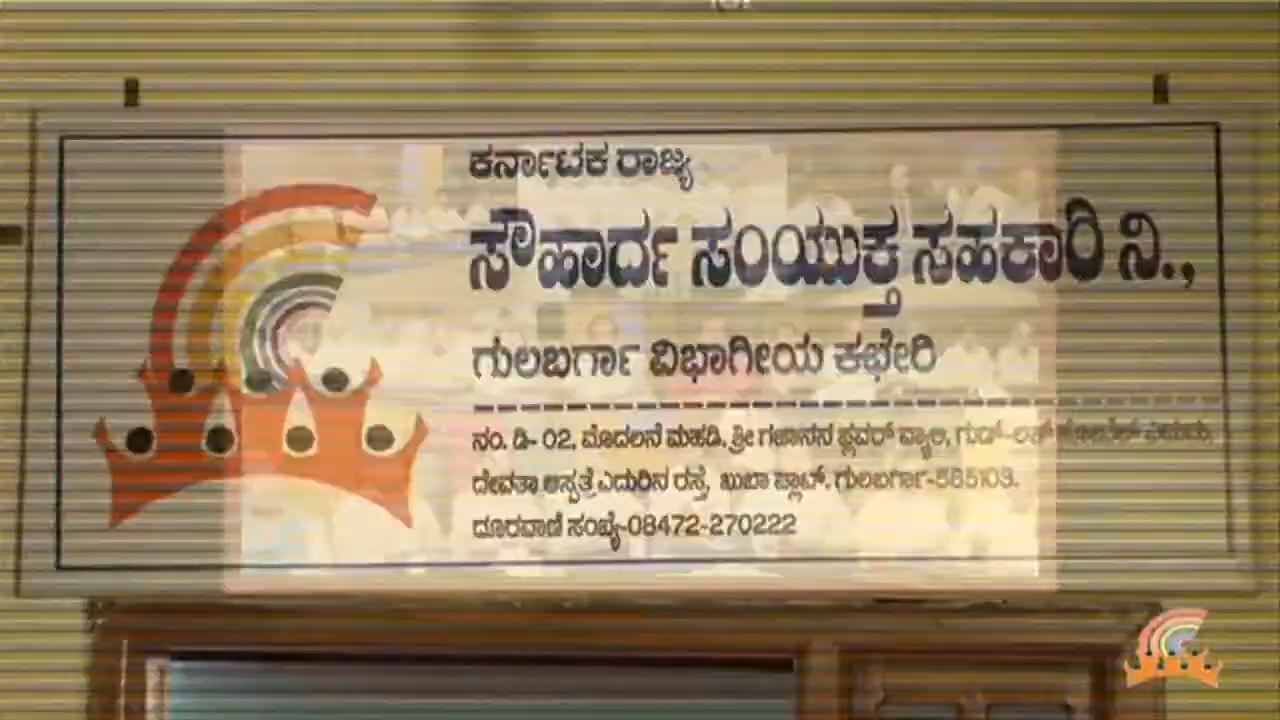 ಕರ್ನಾಟಕ ರಾಜ್ಯ
ಸೌಹಾರ್ದ ಸಂಯುಕ್ತ ಸಹಕಾರಿ ನಿ.,
ಗುಲಬರ್ಗಾ ವಿಭಾಗೀಯ ಕಛೇರಿ
ನಂ. ಡಿ- 02, ಮೊದಲನೆ ಮಹಡಿ, ಶ್ರೀ ಗಜಾನನ ಫ್ಲವರ್ ವ್ಯಾಲಿ, ಗುಡ್-ಲಕ್
ದೇವತಾ ಆಸ್ಪತ್ರೆ ಎದುರಿನ ರಸ್ತೆ, ಖುಬಾ ಪ್ಲಾಟ್, ಗುಲಬರ್ಗಾ-585103.
ದೂರವಾಣಿ ಸಂಖ್ಯೆ-08472-270222